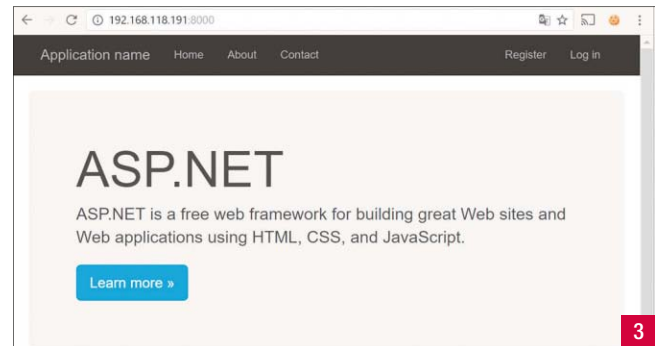 192.168.118.191:8000
Application name Home About Contact Register Log in
ASP.NET
ASP.NET is a free web framework for building great Web sites and
Web applications using HTML, CSS, and JavaScript.
Learn more »
3